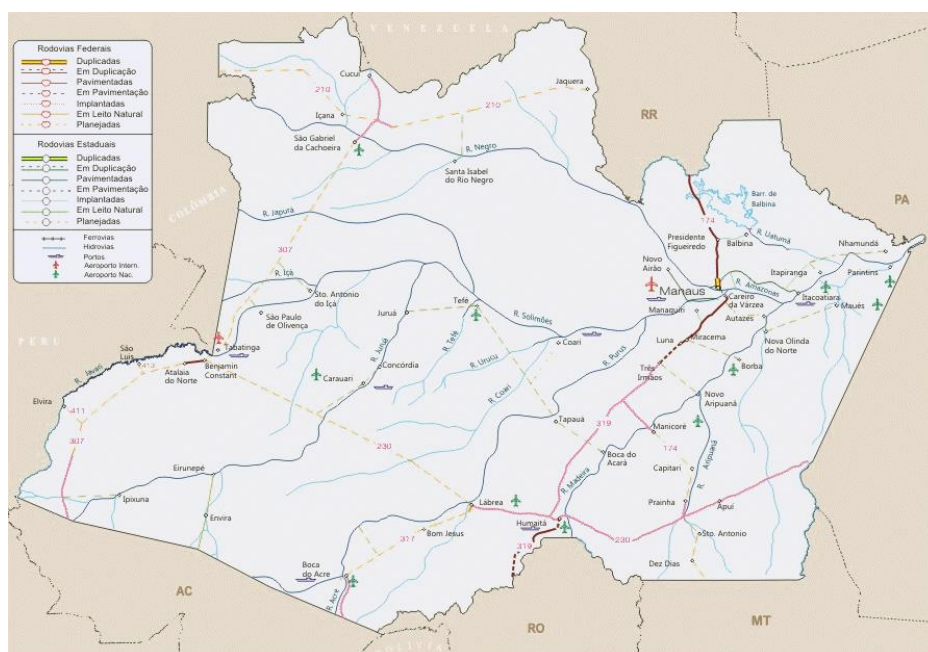 Rodovias Federais
Duplicadas
Em Duplicação
Pavimentadas
Em Pavimentação
Implantadas
Em Leito Natural
Planejadas
Rodovias Estaduais
Duplicadas
Em Duplicação
Pavimentadas
Em Pavimentação
Implantadas
Em Leito Natural
Planejadas
Ferrovias
Hidrovias
Portos
Aeroporto Intern.
Aeroporto Nac.
VENEZUELA
Cucuí
210
Jaquera
210
Içana
São Gabriel
da Cachoeira
R. Negro
Santa Isabel
do Rio Negro
RR
COLÔMBIA
R. Japurá
307
Barr. de
Balbina
PA
174
Presidente
Figueiredo
Balbina
R. Uatumã
Nhamundá
Novo
Airão
Itapiranga
Parintins
R. Içá
Sto. Antonio
do Içá
São Paulo
de Olivença
Juruá
Tefé
R. Solimões
Manaus
R. Amazonas
Careiro
da Várzea
Itacoatiara
Maués
Manaquiri
Autazes
PERU
Tabatinga
São
Luis
R. Javari
413
Atalaia
do Norte
Benjamin
Constant
R. Juruá
R. Tefé
Coari
R. Urucu
R. Purus
Luna
Miracema
Nova Olinda
do Norte
Carauari
Concórdia
R. Coari
Três
Irmãos
Borba
Elvira
411
307
230
Tapauá
319
Novo
Aripuanã
Manicoré
174
Boca do
Acará
R. Madeira
Capitari
R. Aripuanã
Eirunepé
Ipixuna
Envira
Lábrea
Humaitá
Prainha
Apuí
317
Bom Jesus
319
230
Sto. Antonio
Boca
do Acre
R. Acre
Dez Dias
AC
RO
MT
BOLÍVIA